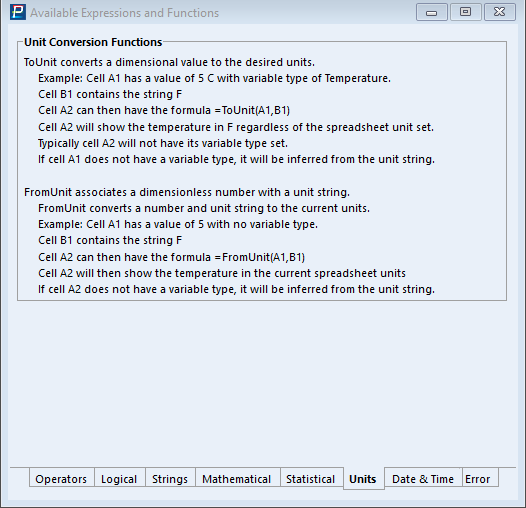 Available Expressions and Functions
Unit Conversion Functions
ToUnit converts a dimensional value to the desired units.
Example: Cell A1 has a value of 5 C with variable type of Temperature.
Cell B1 contains the string F
Cell A2 can then have the formula =ToUnit(A1,B1)
Cell A2 will show the temperature in F regardless of the spreadsheet unit set.
Typically cell A2 will not have its variable type set.
If cell A1 does not have a variable type, it will be inferred from the unit string.
FromUnit associates a dimensionless number with a unit string.
FromUnit converts a number and unit string to the current units.
Example: Cell A1 has a value of 5 with no variable type.
Cell B1 contains the string F
Cell A2 can then have the formula =FromUnit(A1,B1)
Cell A2 will then show the temperature in the current spreadsheet units
If cell A2 does not have a variable type, it will be inferred from the unit string.
Operators Logical Strings Mathematical Statistical Units Date & Time Error